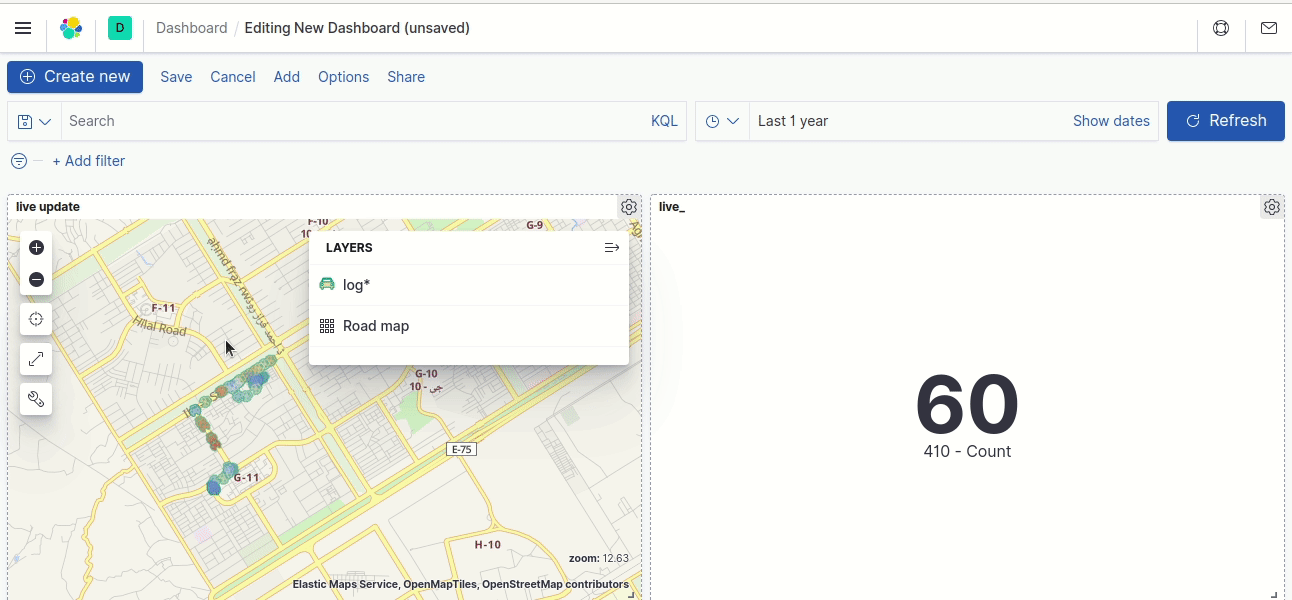 D
Dashboard / Editing New Dashboard (unsaved)
Create new
Save
Cancel
Add
Options
Share
Search
KQL
Last 1 year
Show dates
Refresh
+ Add filter
live update
live_
F-10
G-9
LAYERS
log*
Road map
F-11
Hilal Road
G-10
جی - 10
E-75
G-11
H-10
60
410 - Count
zoom: 12.63
Elastic Maps Service, OpenMapTiles, OpenStreetMap contributors